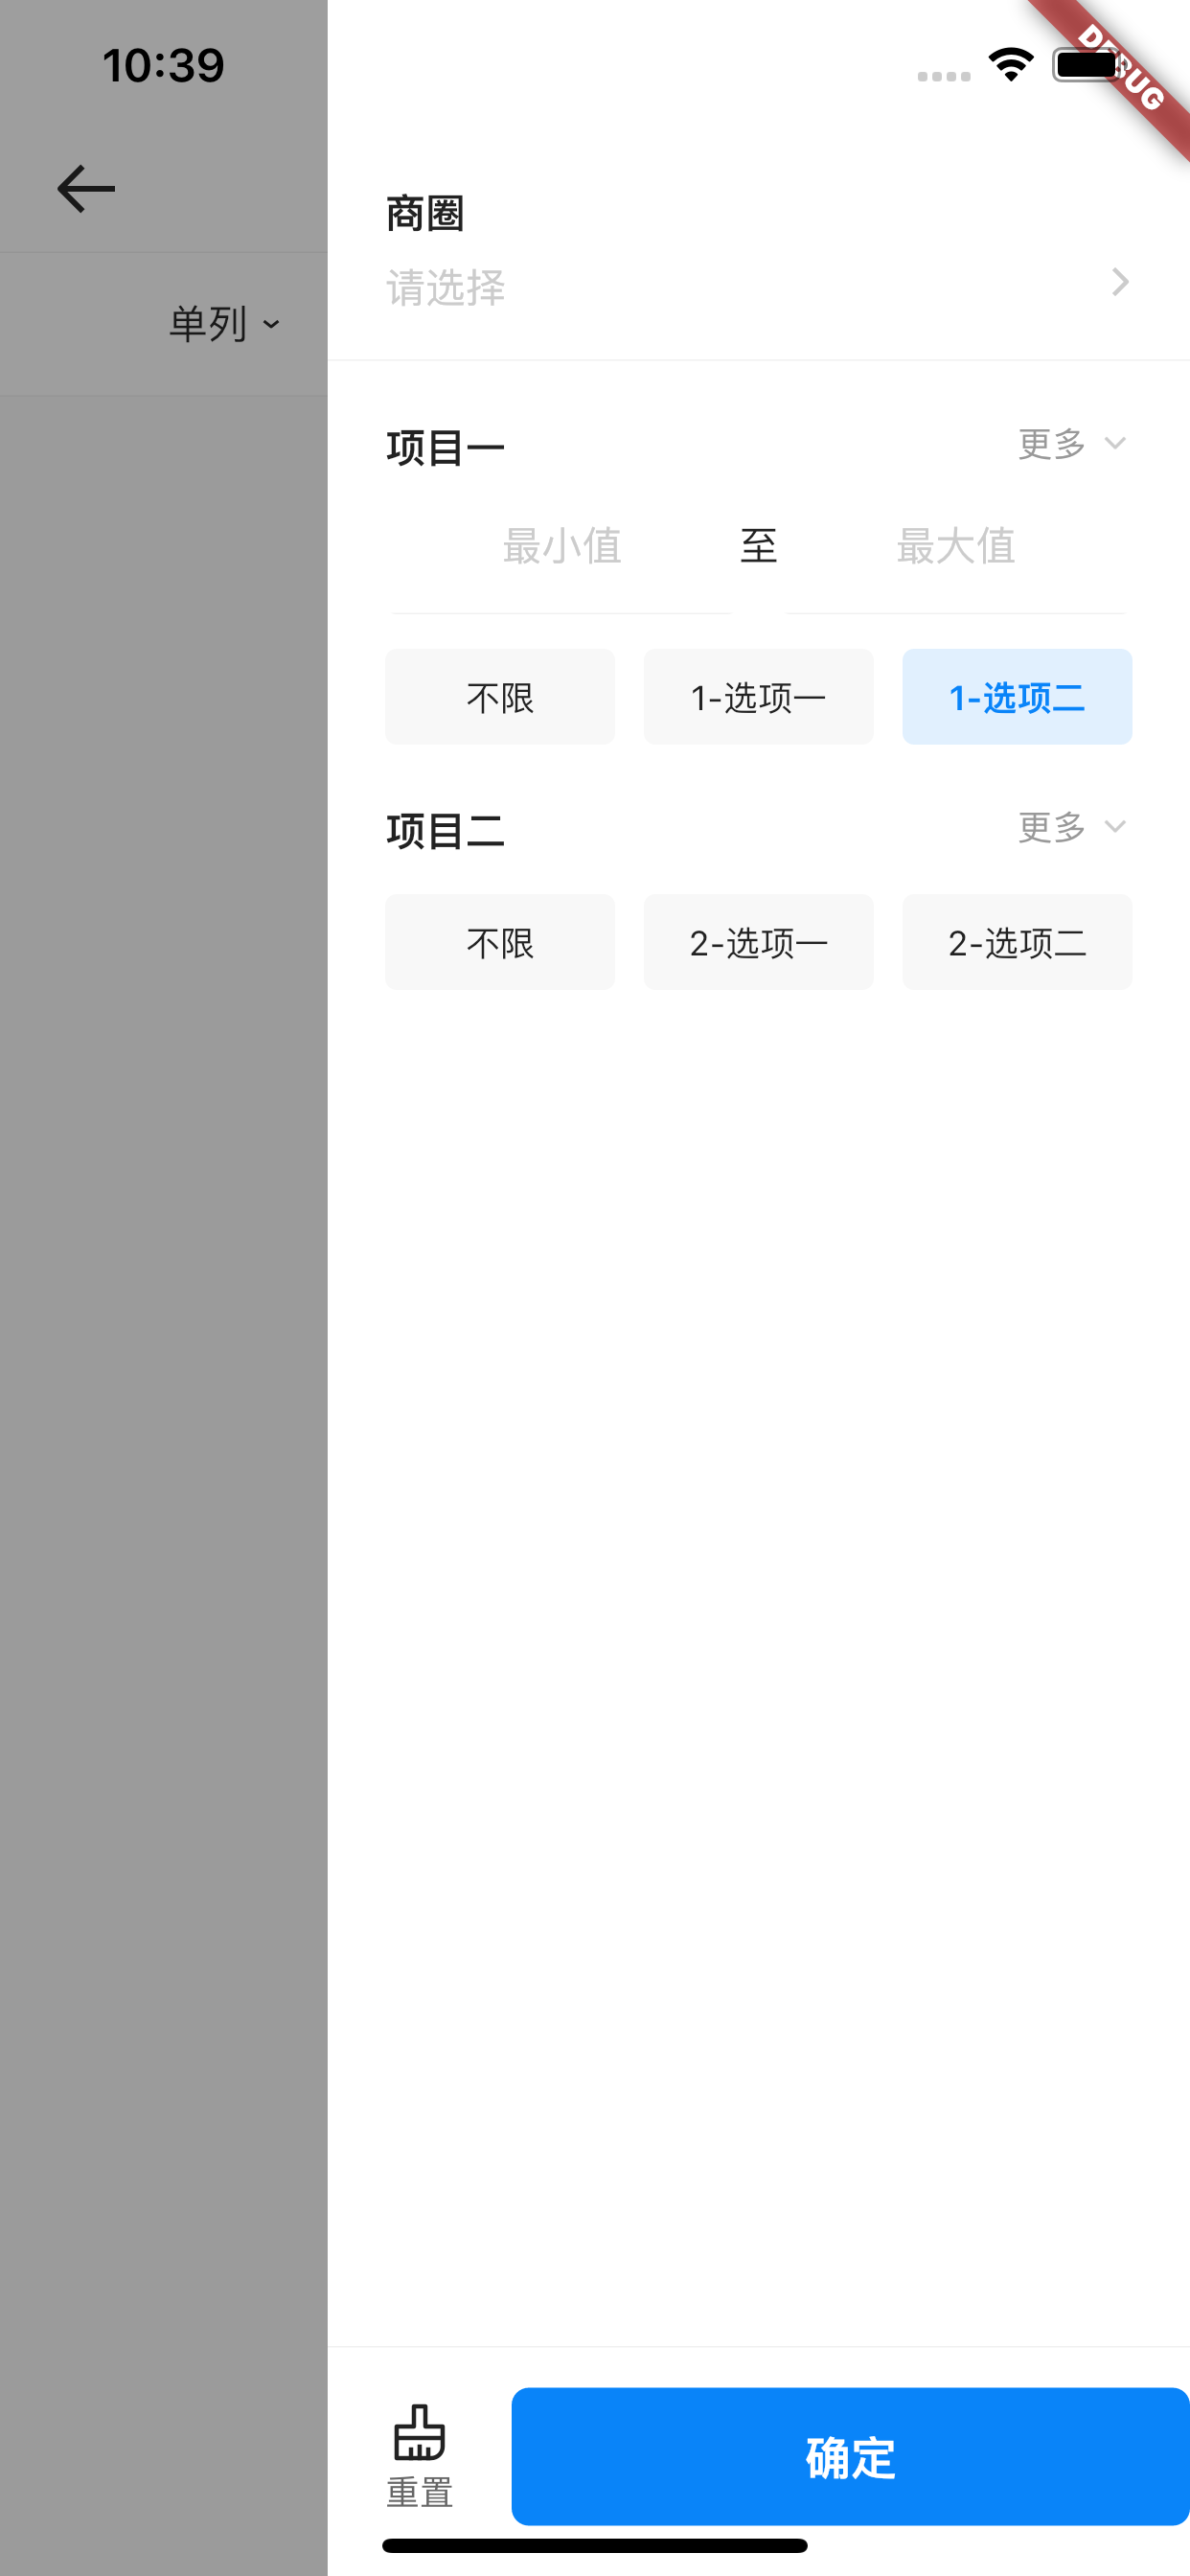 10:39
DEBUG
商圈
请选择
单列
项目一
更多
最小值 至 最大值
不限 1-选项一 1-选项二
项目二
更多
不限 2-选项一 2-选项二
重置
确定